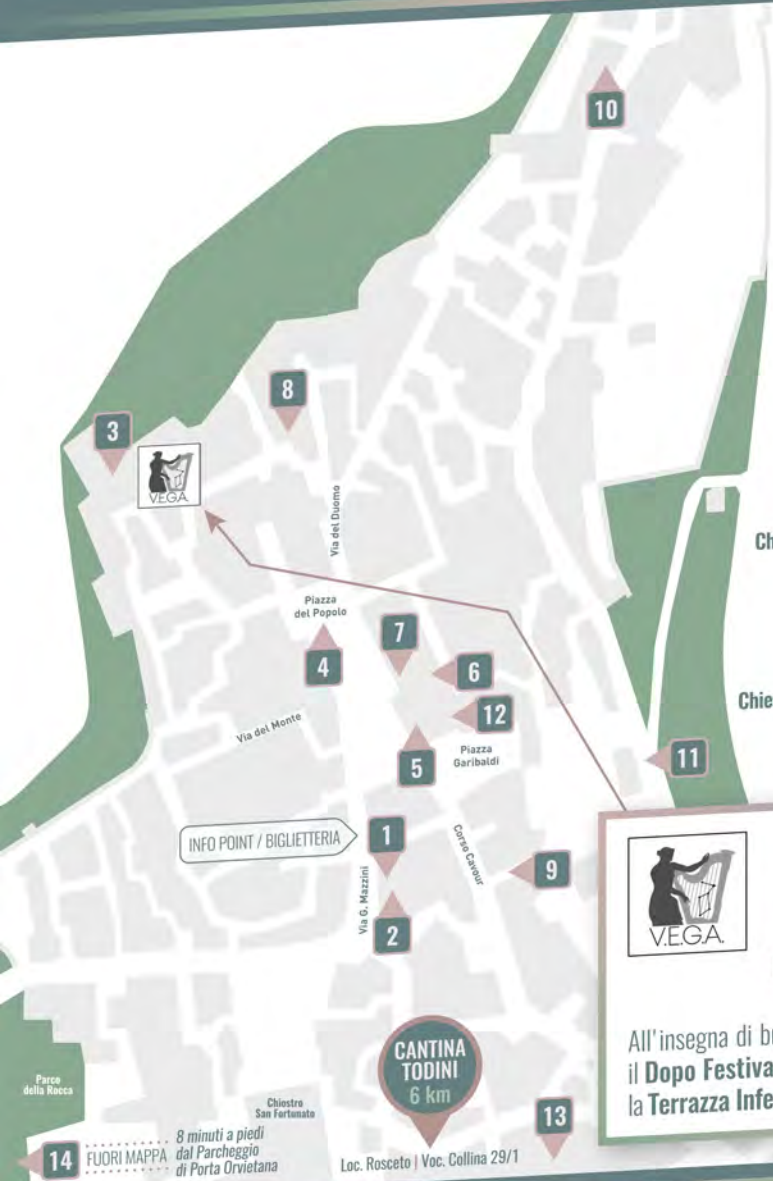 10
8
3
V.E.G.A.
Via del Duomo
Ch
Piazza
del Popolo
7
4
6
12
Chie
Via del Monte
5
Piazza
Garibaldi
11
INFO POINT / BIGLIETTERIA
1
Corso Cavour
9
Via G. Mazzini
2
V.E.G.A.
CANTINA
TODINI
6 km
All'insegna di b
il Dopo Festiva
la Terrazza Infe
Parco
della Rocca
Chiostro
San Fortunato
13
14
FUORI MAPPA
8 minuti a piedi
dal Parcheggio
di Porta Orvietana
Loc. Rosceto | Voc. Collina 29/1